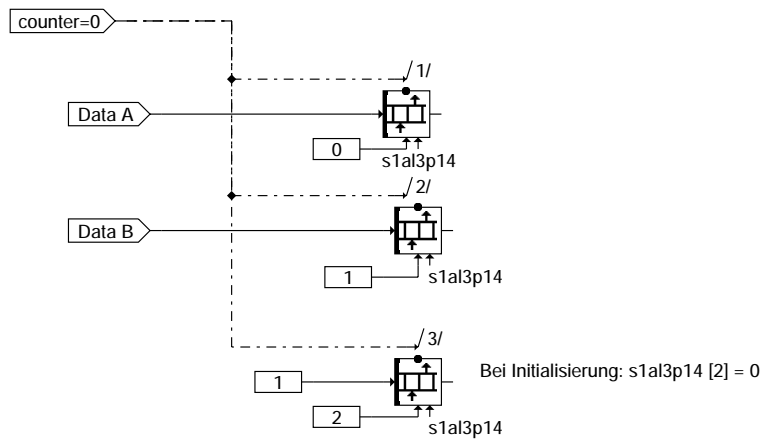 counter=0
/1/
Data A
0
s1al3p14
/2/
Data B
1
s1al3p14
/3/
1
Bei Initialisierung: s1al3p14 [2] = 0
2
s1al3p14